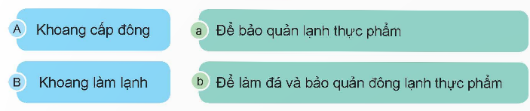 A Khoang cấp đông
a Để bảo quản lạnh thực phẩm
B Khoang làm lạnh
b Để làm đá và bảo quản đông lạnh thực phẩm